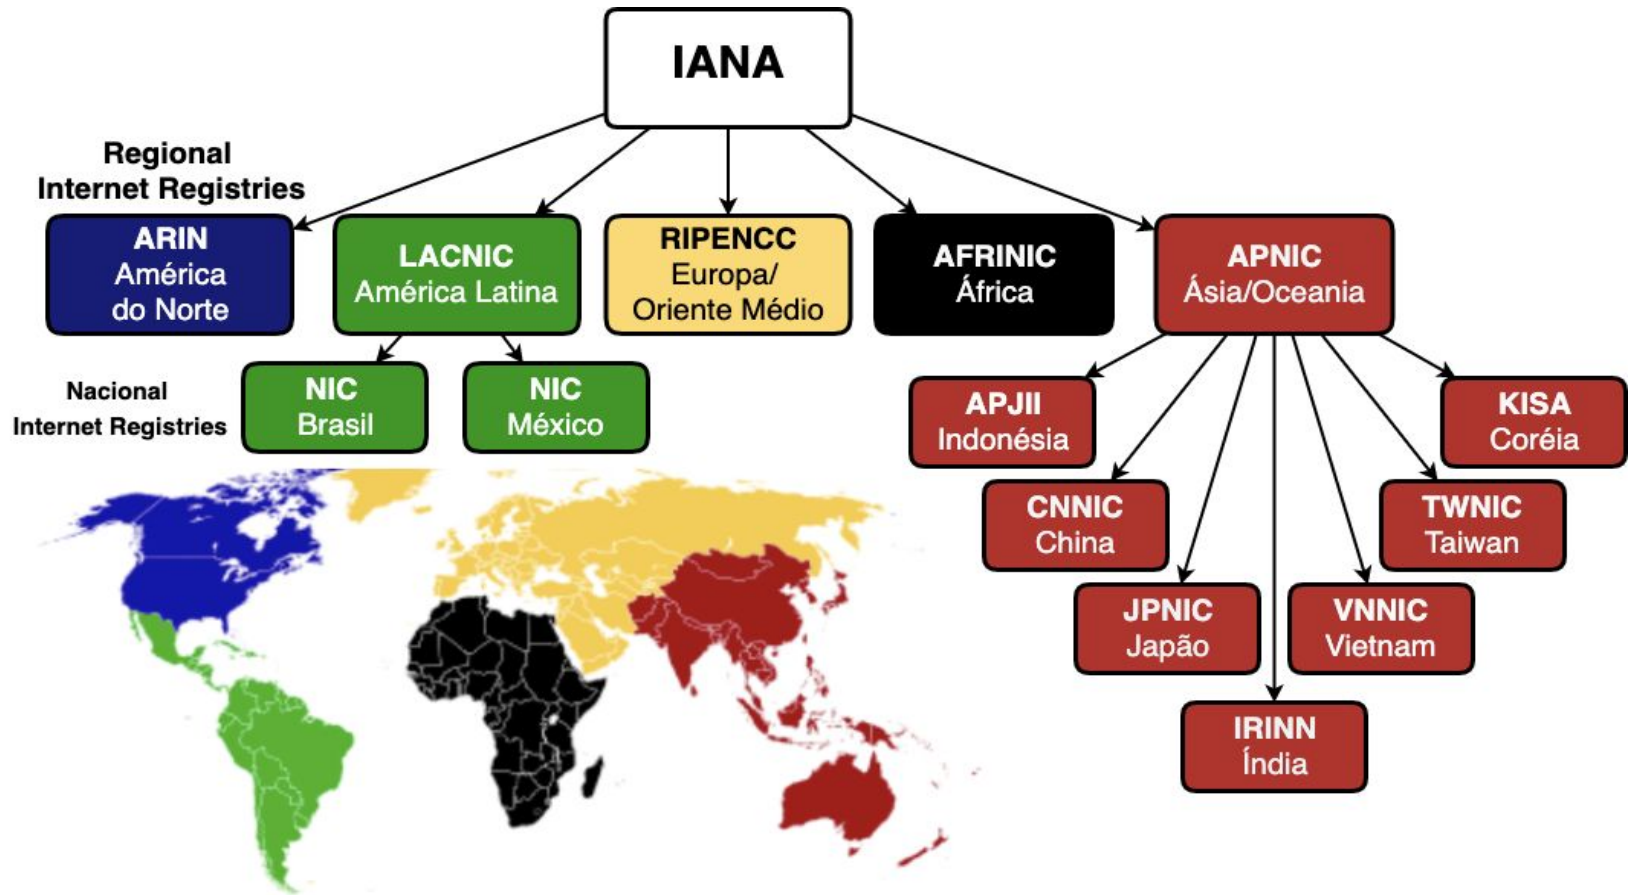 IANA
Regional
Internet Registries
ARIN
América
do Norte
LACNIC
América Latina
RIPENCC
Europa/
Oriente Médio
AFRINIC
África
APNIC
Ásia/Oceania
Nacional
Internet Registries
NIC
Brasil
NIC
México
APJII
Indonésia
KISA
Coréia
CNNIC
China
TWNIC
Taiwan
JPNIC
Japão
VNNIC
Vietnam
IRINN
Índia